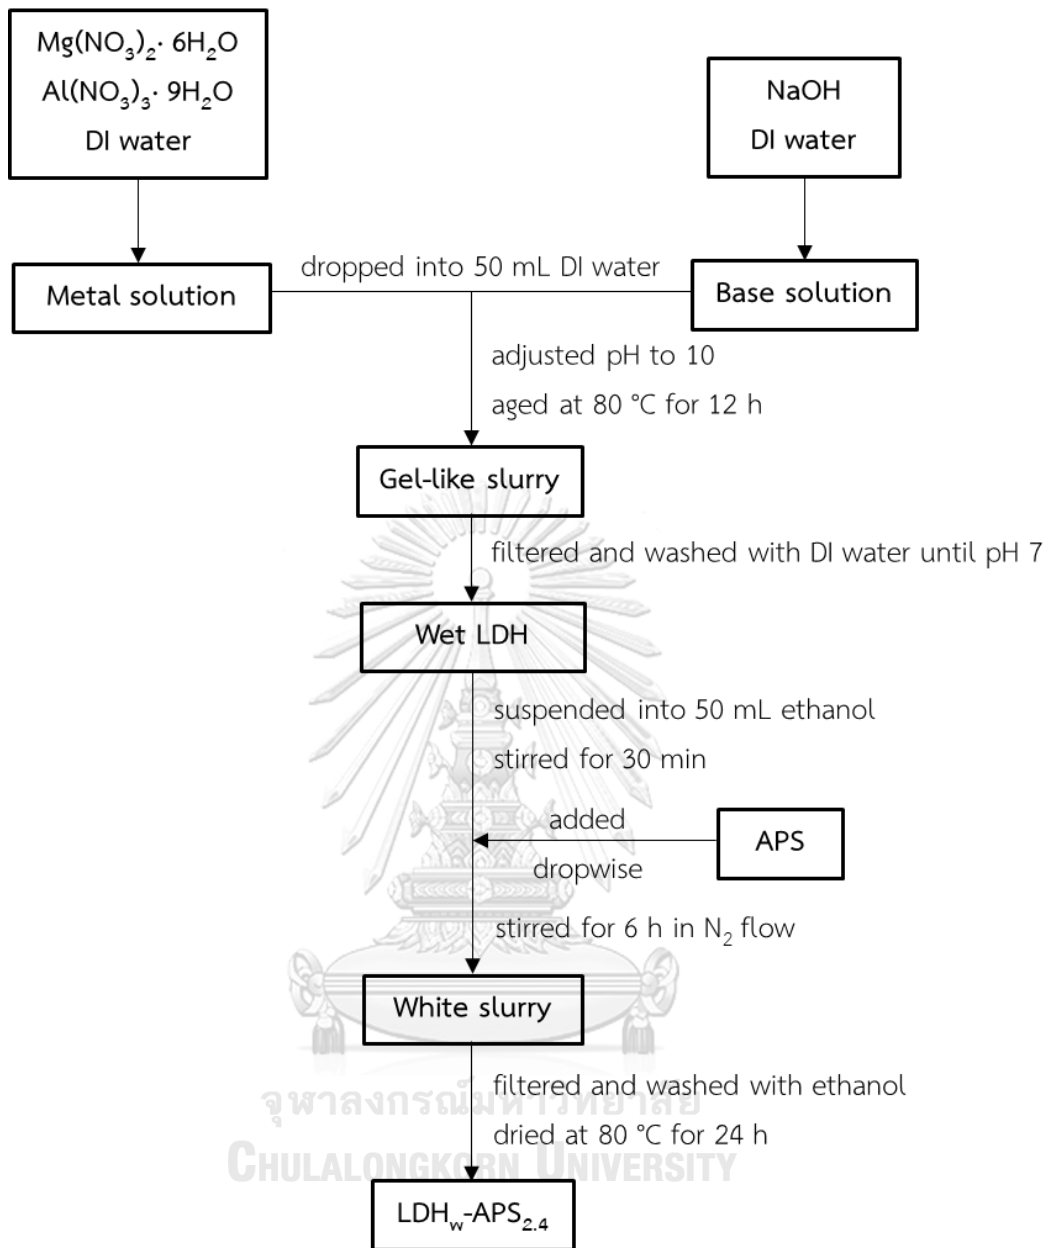 Mg(NO₃)₂· 6H₂O
Al(NO₃)₃· 9H₂O
DI water
NaOH
DI water
Metal solution
dropped into 50 mL DI water
Base solution
adjusted pH to 10
aged at 80 °C for 12 h
Gel-like slurry
filtered and washed with DI water until pH 7
Wet LDH
suspended into 50 mL ethanol
stirred for 30 min
added
dropwise
APS
stirred for 6 h in N₂ flow
White slurry
filtered and washed with ethanol
จุฬาลงกรณ์มหาวิทยาลัย
dried at 80 °C for 24 h
CHULALONGKORN UNIVERSITY
LDHw-APS₂.₄